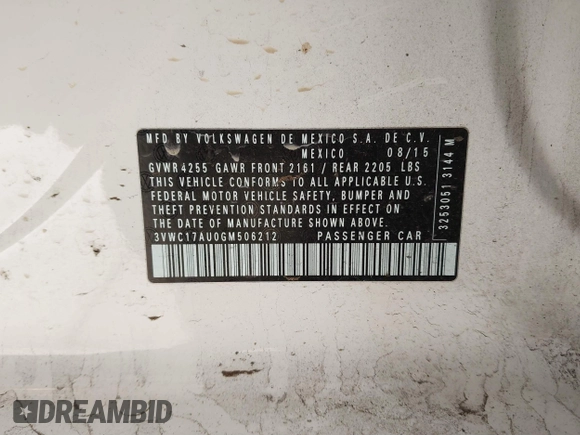 MFD BY VOLKSWAGEN DE MEXICO S.A. DE C.V.
MEXICO 08/15
GVWR 4255 GAWR FRONT 2161 / REAR 2205 LBS
THIS VEHICLE CONFORMS TO ALL APPLICABLE U.S.
FEDERAL MOTOR VEHICLE SAFETY, BUMPER AND
THEFT PREVENTION STANDARDS IN EFFECT ON THE
DATE OF MANUFACTURE SHOWN ABOVE.
3VWC17AU0GM506212 PASSENGER CAR
3253051 3144 M
DREAMBID